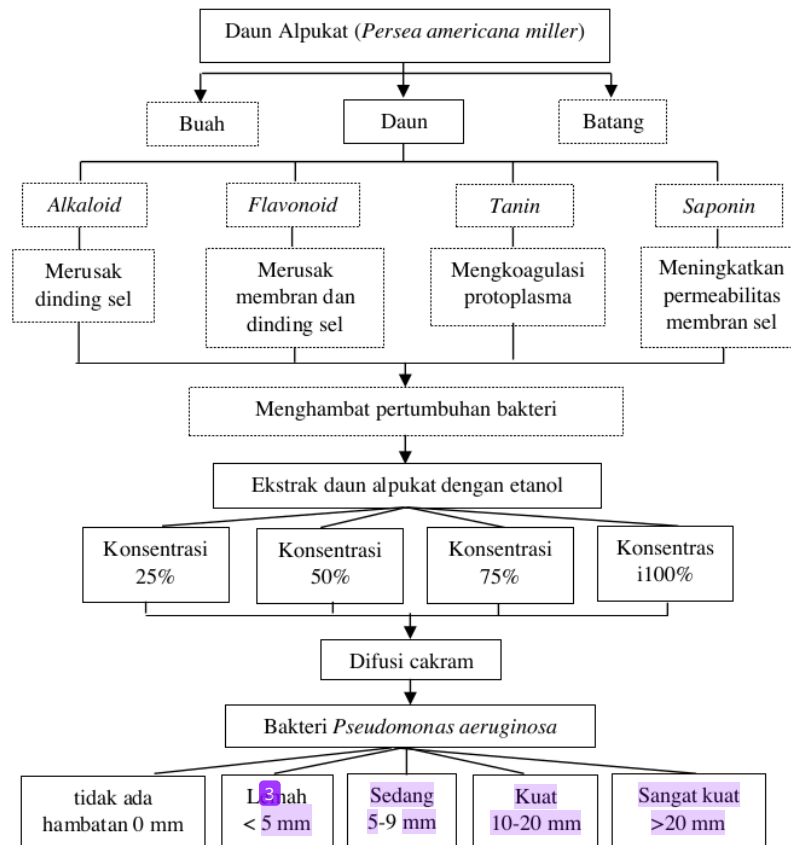 Daun Alpukat (Persea americana miller)
Buah
Daun
Batang
Alkaloid
Flavonoid
Tanin
Saponin
Merusak
dinding sel
Merusak
membran dan
dinding sel
Mengkoagulasi
protoplasma
Meningkatkan
permeabilitas
membran sel
Menghambat pertumbuhan bakteri
Ekstrak daun alpukat dengan etanol
Konsentrasi
25%
Konsentrasi
50%
Konsentrasi
75%
Konsentras
i100%
Difusi cakram
Bakteri Pseudomonas aeruginosa
tidak ada
hambatan 0 mm
3
Lemah
< 5 mm
Sedang
5-9 mm
Kuat
10-20 mm
Sangat kuat
>20 mm